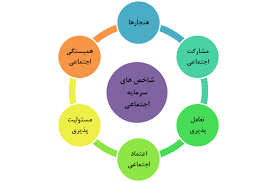 هنجارها
مشارکت
اجتماعی
تعامل
پذیری
اعتماد
اجتماعی
مسئولیت
پذیری
همبستگی
اجتماعی
شاخص های
سرمایه
اجتماعی